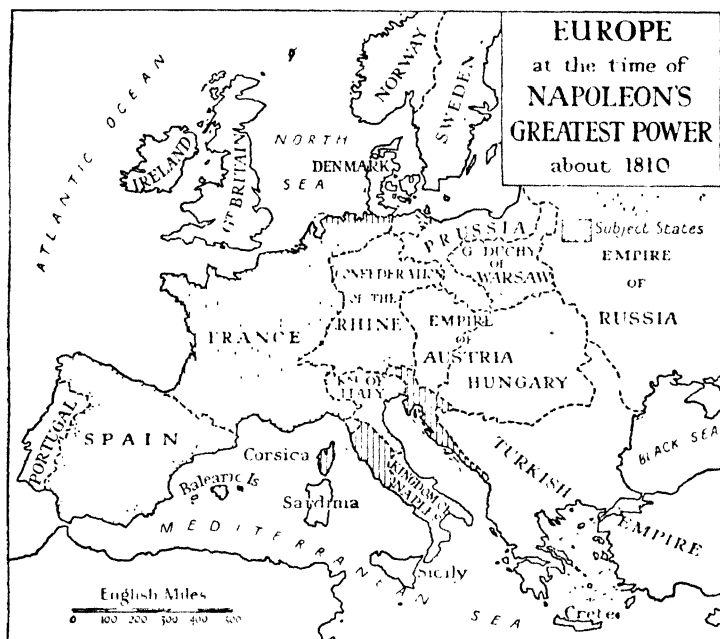 EUROPE
at the time of
NAPOLEON'S
GREATEST POWER
about 1810
Subject States
ATLANTIC OCEAN
NORTH
SEA
NORWAY
SWEDEN
DENMARK
IRELAND
GT BRITAIN
PRUSSIA
G. DUCHY
OF
WARSAW
EMPIRE
OF
RUSSIA
CONFEDERATION
OF THE
RHINE
FRANCE
EMPIRE
OF
AUSTRIA
HUNGARY
ITALY
PORTUGAL
SPAIN
Corsica
Balearic Is
Sardinia
KINGDOM OF
NAPLES
TURKISH
EMPIRE
BLACK SEA
MEDITERRANEAN
SEA
Sicily
Crete
English Miles
0 100 200 300 400 500